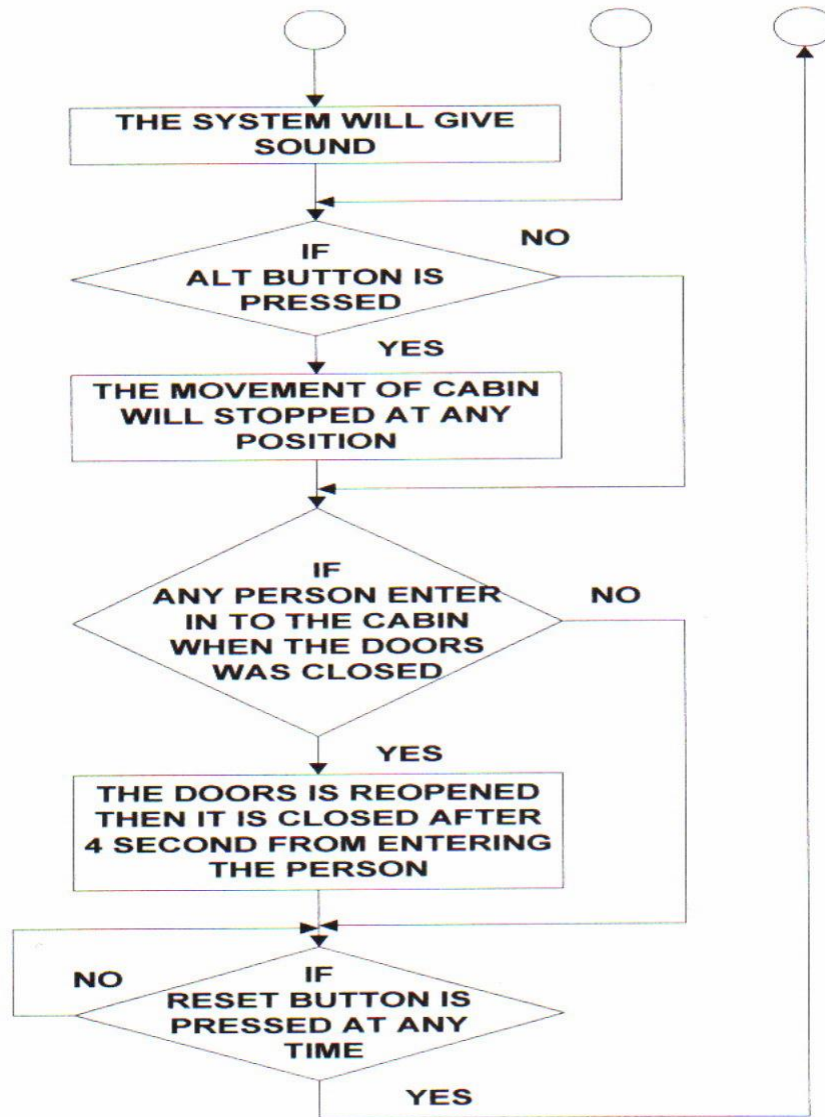 THE SYSTEM WILL GIVE
SOUND
NO
IF
ALT BUTTON IS
PRESSED
YES
THE MOVEMENT OF CABIN
WILL STOPPED AT ANY
POSITION
IF
ANY PERSON ENTER
IN TO THE CABIN
WHEN THE DOORS
WAS CLOSED
NO
YES
THE DOORS IS REOPENED
THEN IT IS CLOSED AFTER
4 SECOND FROM ENTERING
THE PERSON
NO
IF
RESET BUTTON IS
PRESSED AT ANY
TIME
YES